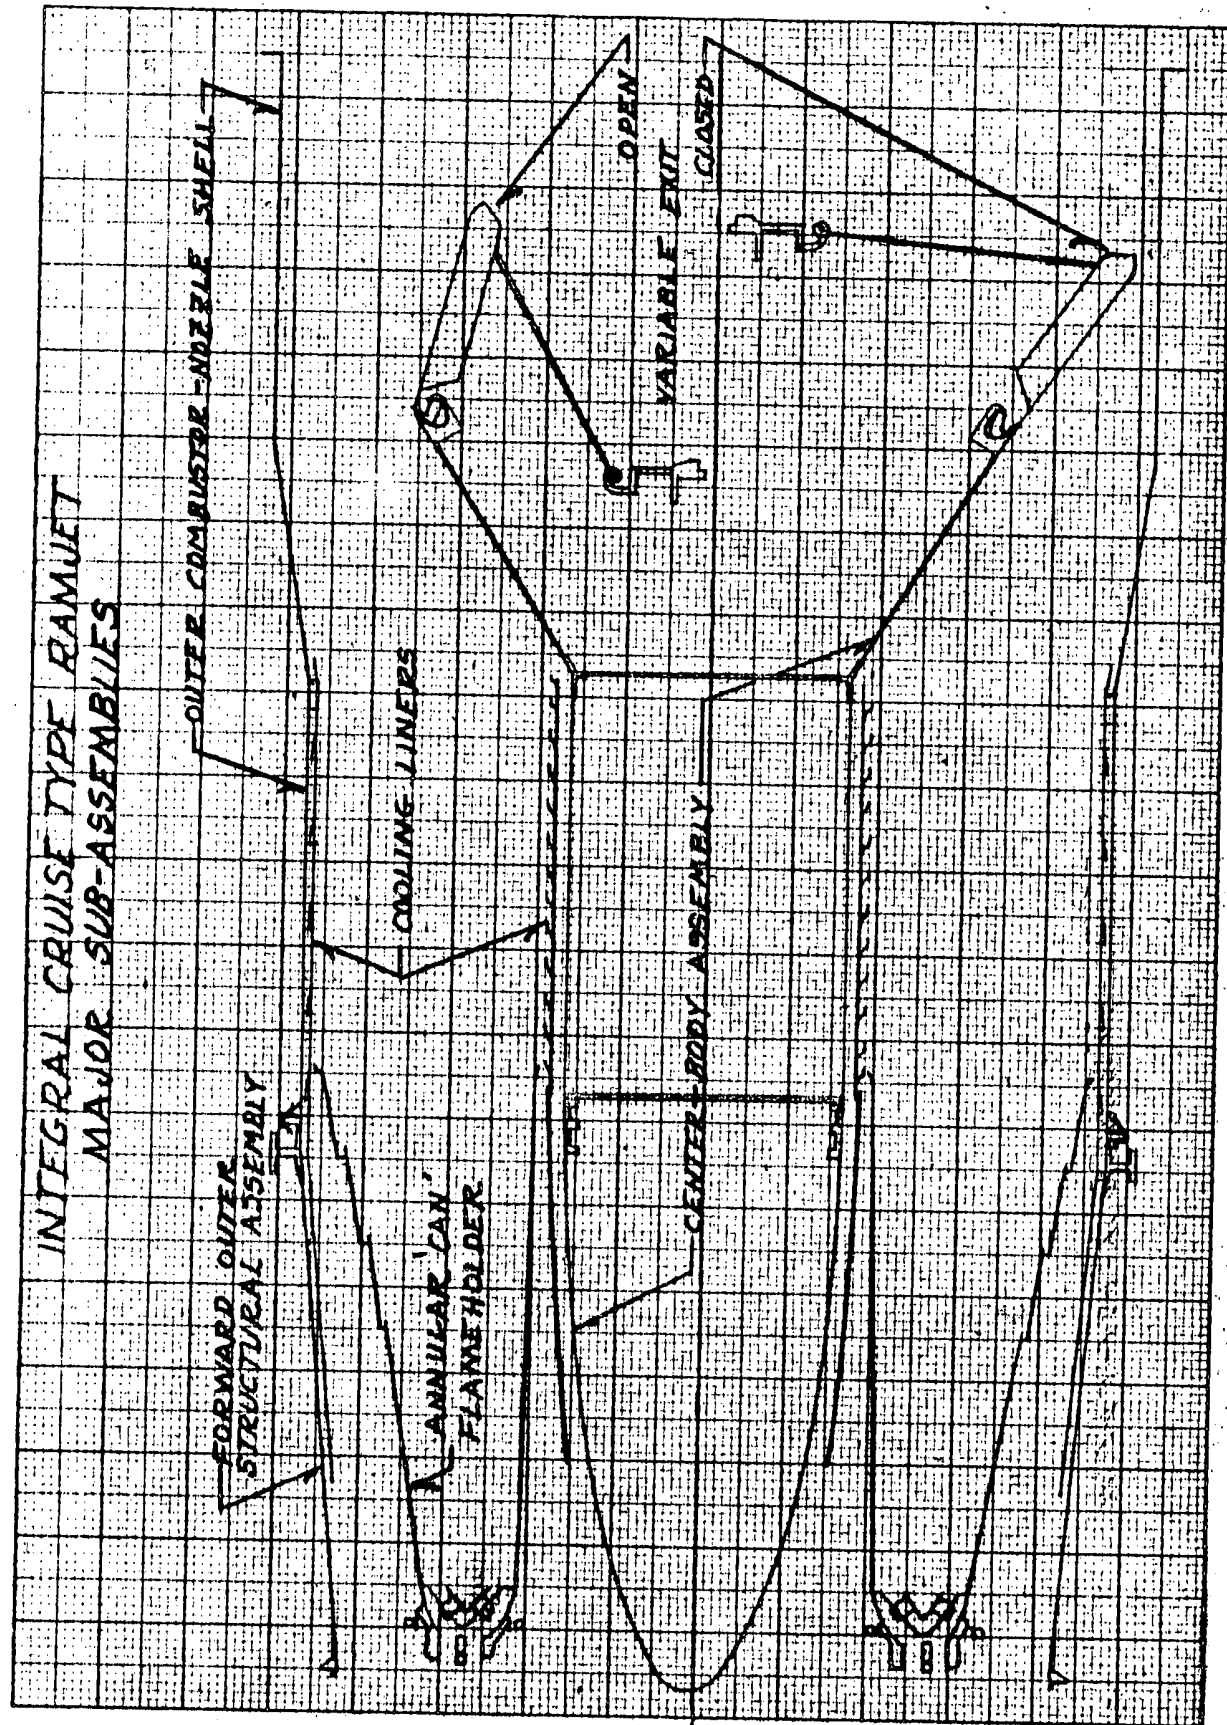 INTEGRAL CRUISE TYPE RAMJET
MAJOR SUB-ASSEMBLIES
FORWARD OUTER
STRUCTURAL ASSEMBLY
OUTER COMBUSTOR-NOZZLE SHELL
ANNULAR 'CAN'
FLAMEHOLDER
COOLING LINERS
CENTER-BODY ASSEMBLY
VARIABLE EXIT
OPEN
CLOSED